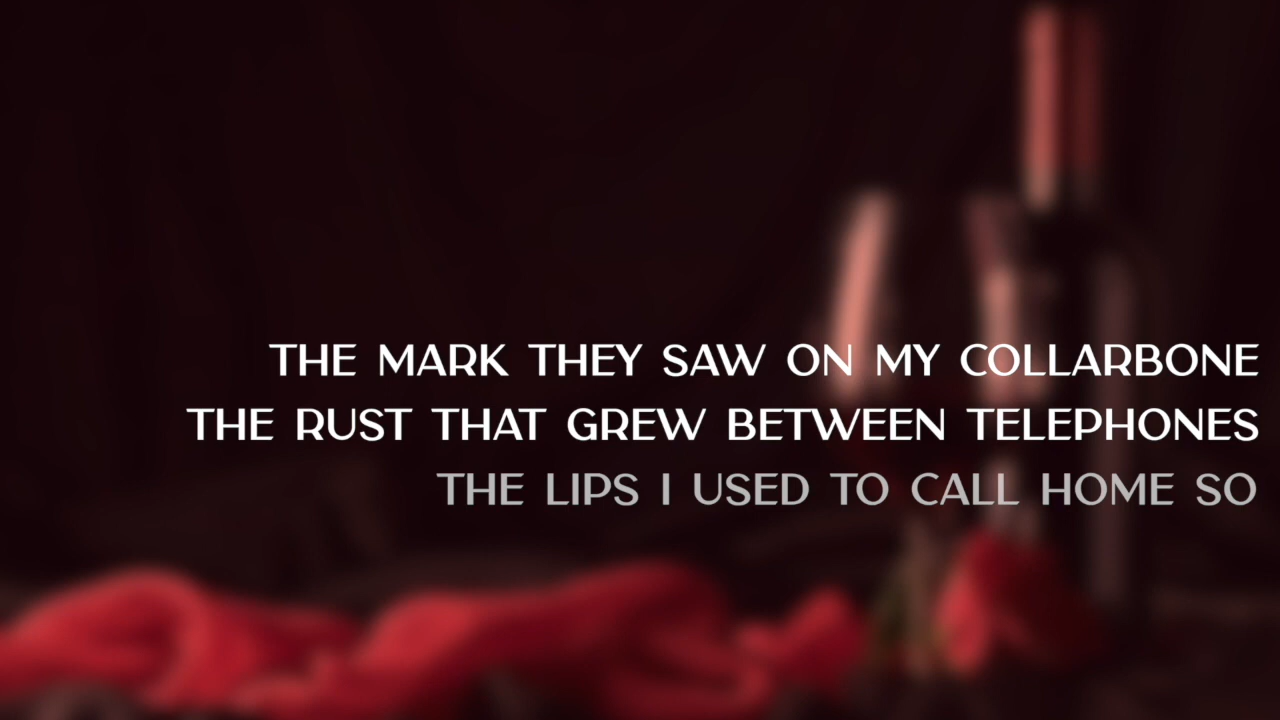 THE MARK THEY SAW ON MY COLLARBONE
THE RUST THAT GREW BETWEEN TELEPHONES
THE LIPS I USED TO CALL HOME SO